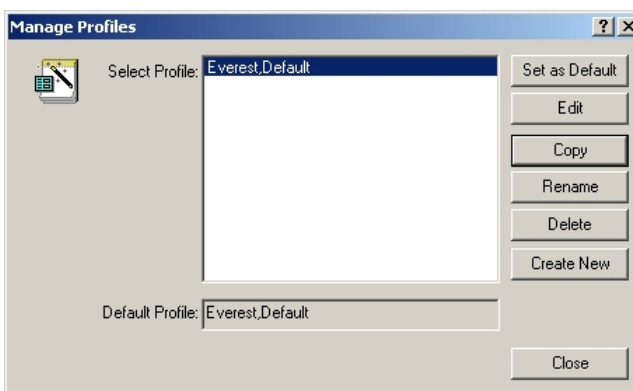 Manage Profiles
Select Profile: Everest,Default
Set as Default
Edit
Copy
Rename
Delete
Create New
Default Profile: Everest,Default
Close